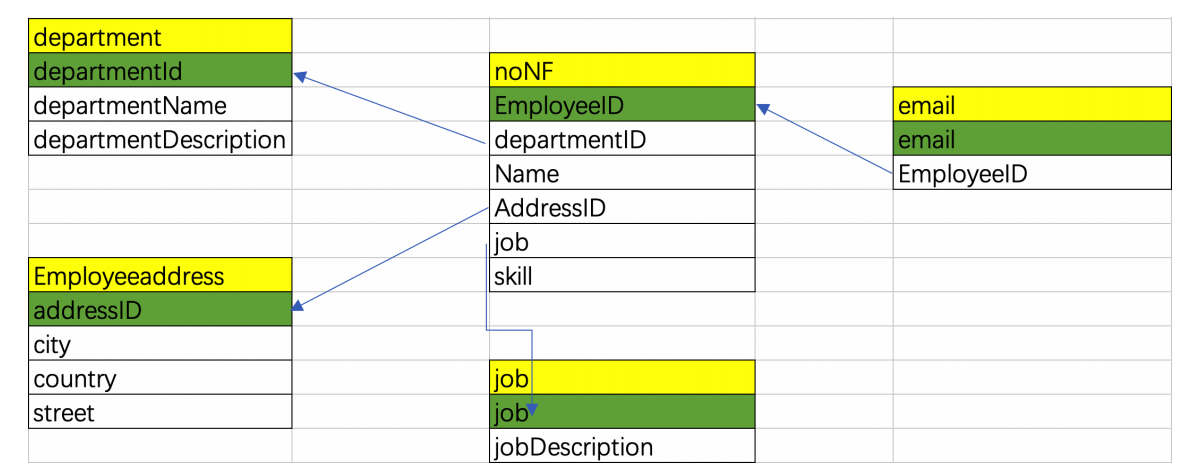 department
departmentId
departmentName
departmentDescription
noNF
EmployeeID
departmentID
Name
AddressID
job
skill
email
email
EmployeeID
Employeeaddress
addressID
city
country
street
job
job
jobDescription